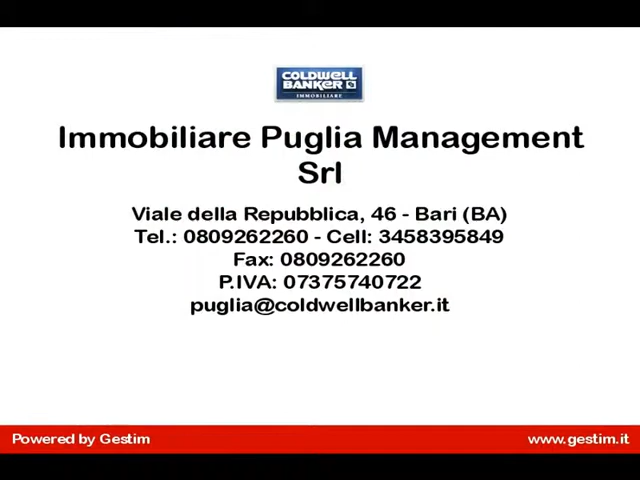 COLDWELL
BANKER
IMMOBILIARE
Immobiliare Puglia Management
Srl
Viale della Repubblica, 46 - Bari (BA)
Tel.: 0809262260 - Cell: 3458395849
Fax: 0809262260
P.IVA: 07375740722
puglia@coldwellbanker.it
Powered by Gestim
www.gestim.it